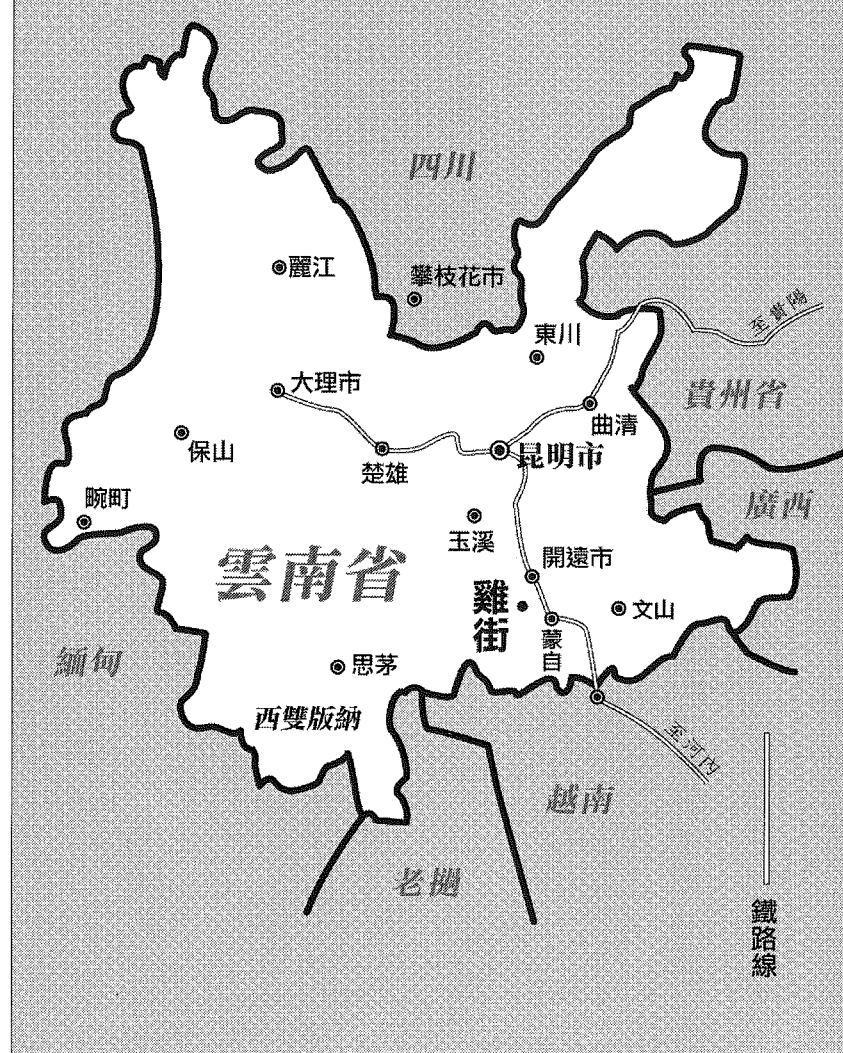 四川
麗江
攀枝花市
至貴陽
東川
大理市
貴州省
曲清
保山
楚雄
昆明市
廣西
畹町
玉溪
雲南省
開遠市
雞街
文山
蒙自
緬甸
思茅
西雙版納
至河內
越南
老撾
鐵路線